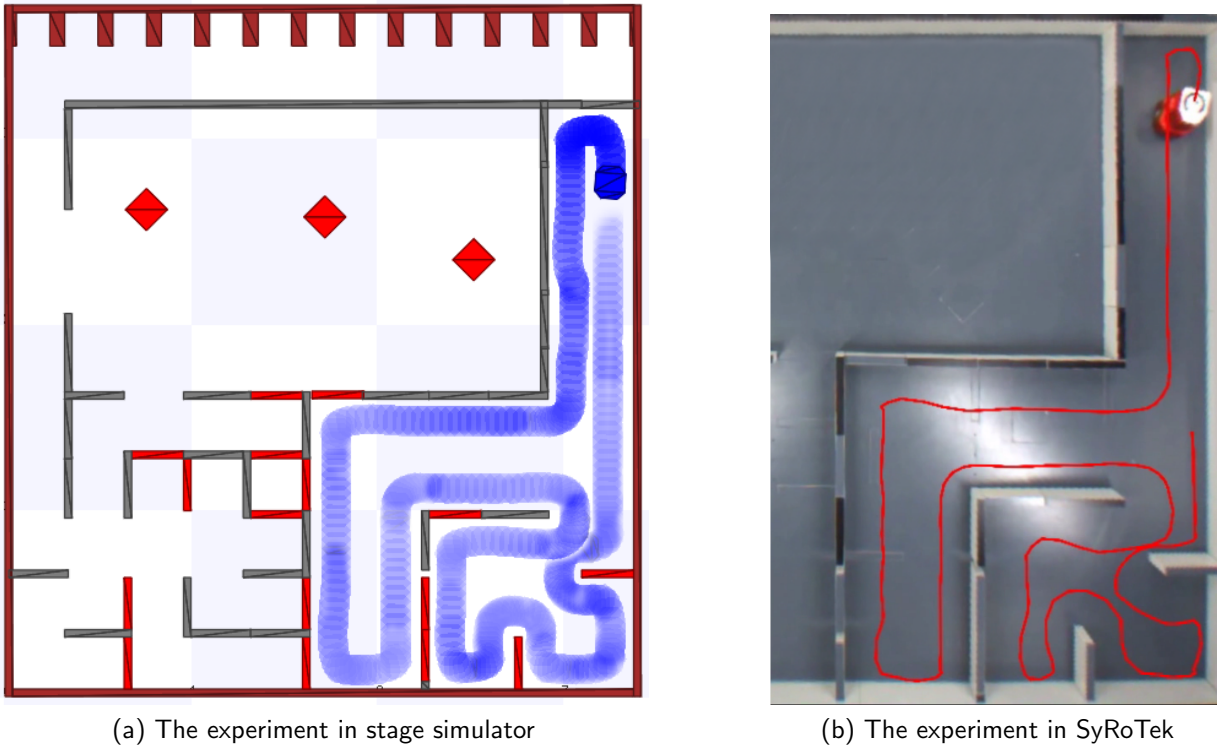 (a) The experiment in stage simulator
(b) The experiment in SyRoTek